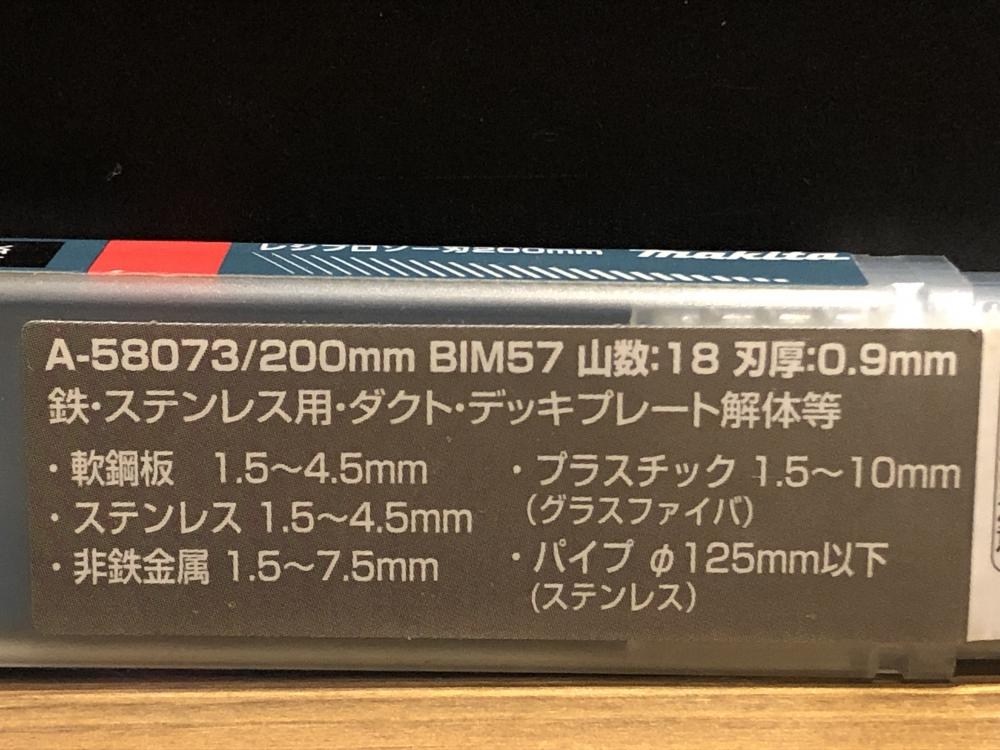 レシプロソー刃200mm makita
A-58073/200mm BIM57 山数:18 刃厚:0.9mm
鉄・ステンレス用・ダクト・デッキプレート解体等
・軟鋼板 1.5～4.5mm
・ステンレス 1.5～4.5mm
・非鉄金属 1.5～7.5mm
・プラスチック 1.5～10mm
(グラスファイバ)
・パイプ φ125mm以下
(ステンレス)